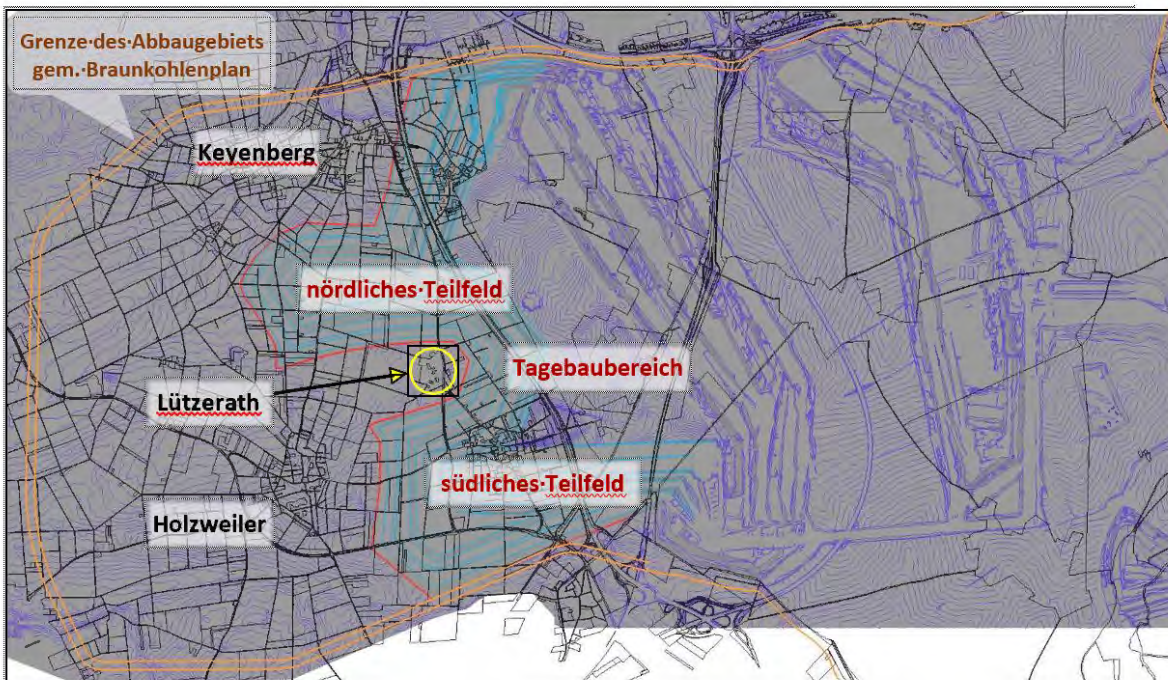 Grenze·des·Abbaugebiets
gem.·Braunkohlenplan
Keyenberg
nördliches·Teilfeld
Tagebaubereich
Lützerath
südliches·Teilfeld
Holzweiler